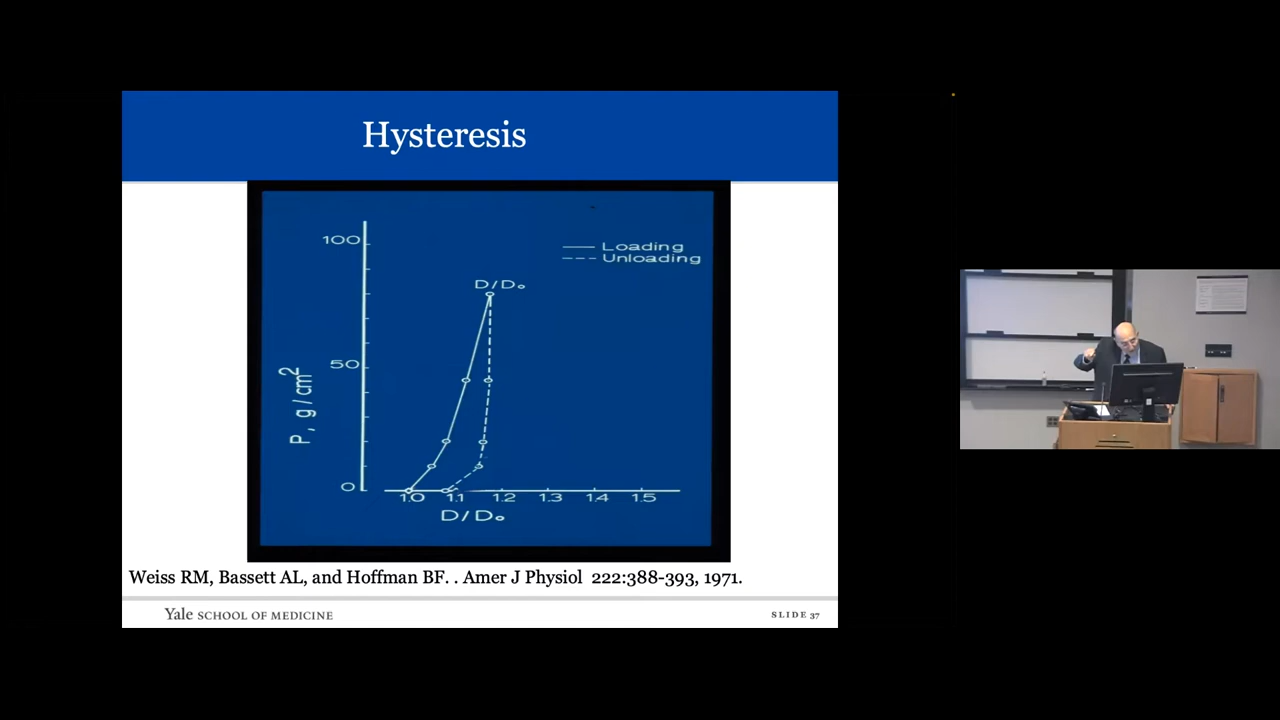 Hysteresis
100
50
0
P, g/cm²
Loading
Unloading
D/D₀
1.0 1.1 1.2 1.3 1.4 1.5
D/D₀
Weiss RM, Bassett AL, and Hoffman BF. . Amer J Physiol 222:388-393, 1971.
Yale SCHOOL OF MEDICINE
SLIDE 37